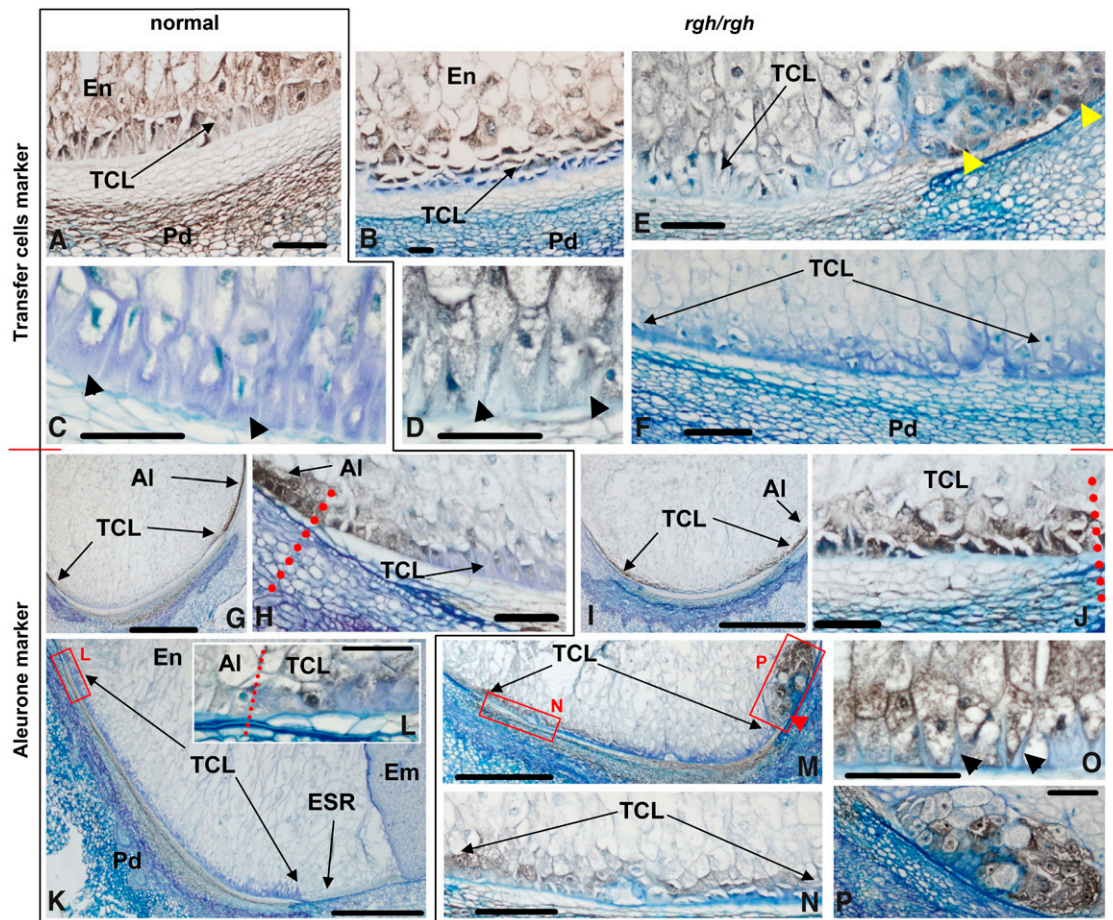 normal
rgh/rgh
Transfer cells marker
En
TCL
Pd
A
En
TCL
Pd
B
TCL
E
C
D
TCL
Pd
F
Aleurone marker
Al
TCL
G
Al
TCL
H
TCL
Al
I
TCL
J
L
En
Al
TCL
L
TCL
Em
ESR
Pd
K
TCL
P
N
M
O
TCL
N
P